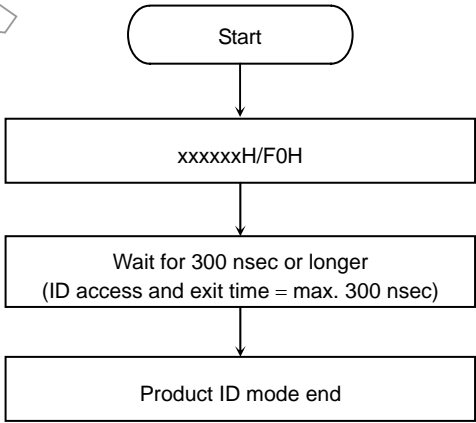 Start
xxxxxxH/F0H
Wait for 300 nsec or longer
(ID access and exit time = max. 300 nsec)
Product ID mode end